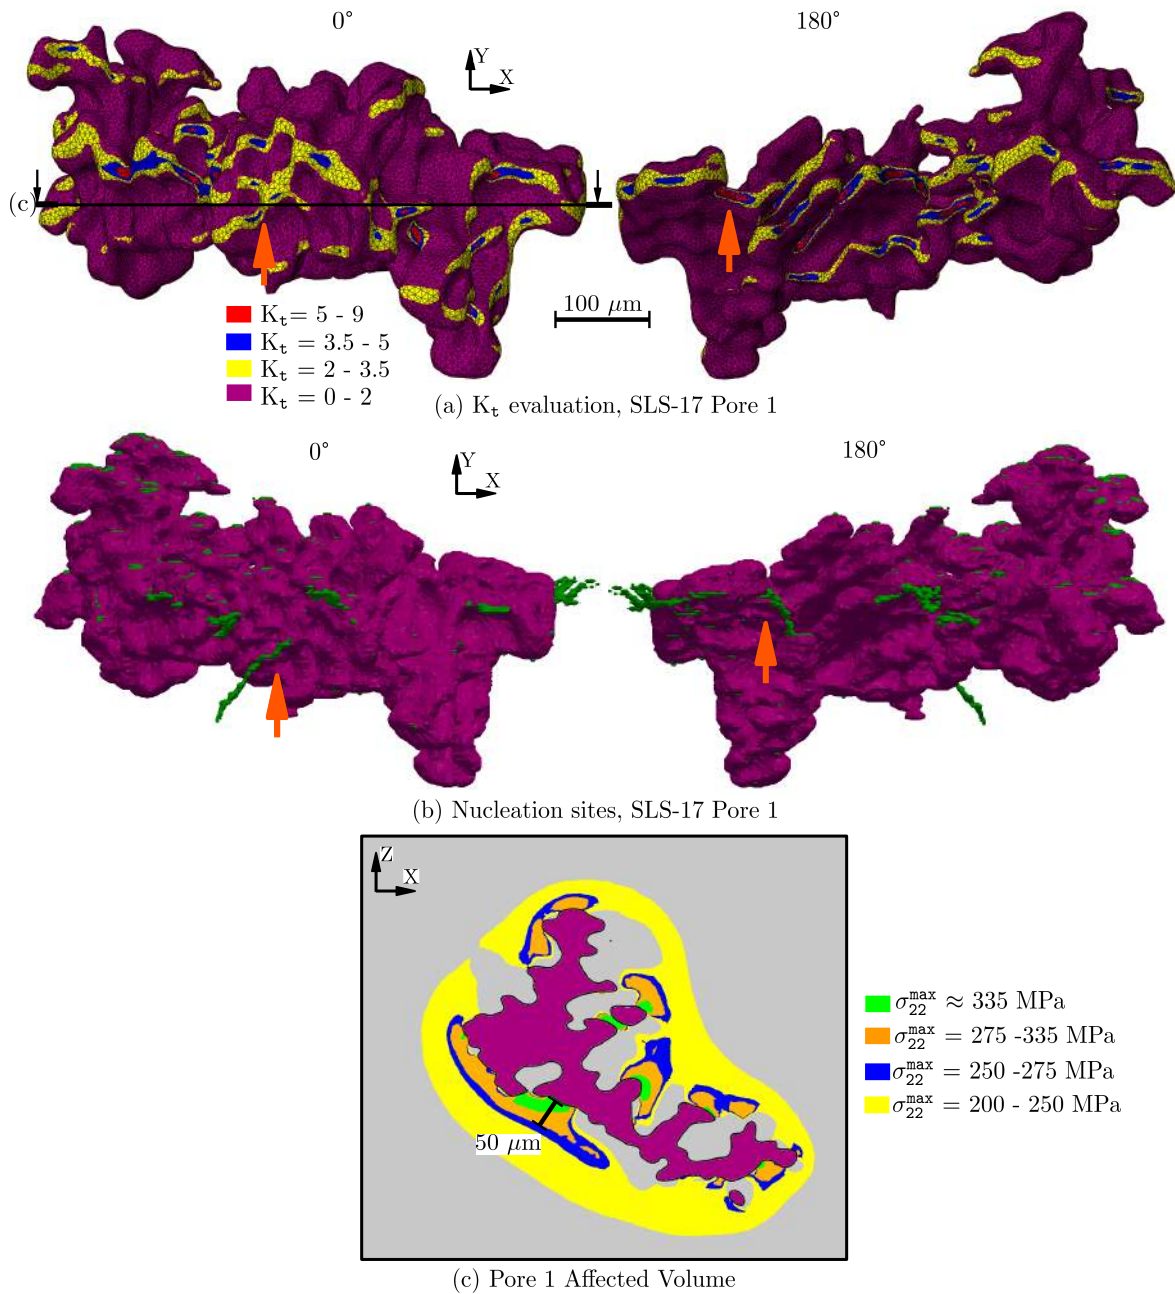 0° 180°
Y
X
(c)
100 μm
Kt = 5 - 9
Kt = 3.5 - 5
Kt = 2 - 3.5
Kt = 0 - 2
(a) Kt evaluation, SLS-17 Pore 1
0° 180°
Y
X
(b) Nucleation sites, SLS-17 Pore 1
Z
X
50 μm
σ22max ≈ 335 MPa
σ22max = 275 -335 MPa
σ22max = 250 -275 MPa
σ22max = 200 - 250 MPa
(c) Pore 1 Affected Volume